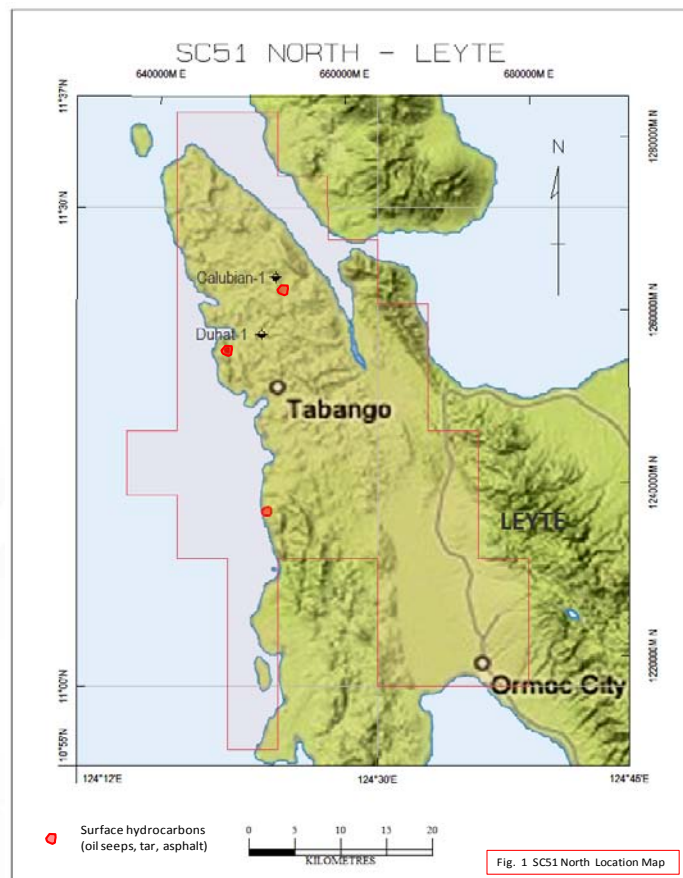 SC51 NORTH - LEYTE
640000M E
660000M E
680000M E
11°37'N
1280000M N
N
11°30'N
Calubian-1
1260000M N
Duhat-1
Tabango
1240000M N
LEYTE
1220000M N
Ormoc City
11°00'N
10°55'N
124°12'E
124°30'E
124°45'E
Surface hydrocarbons
(oil seeps, tar, asphalt)
0 5 10 15 20
KILOMETRES
Fig. 1 SC51 North Location Map